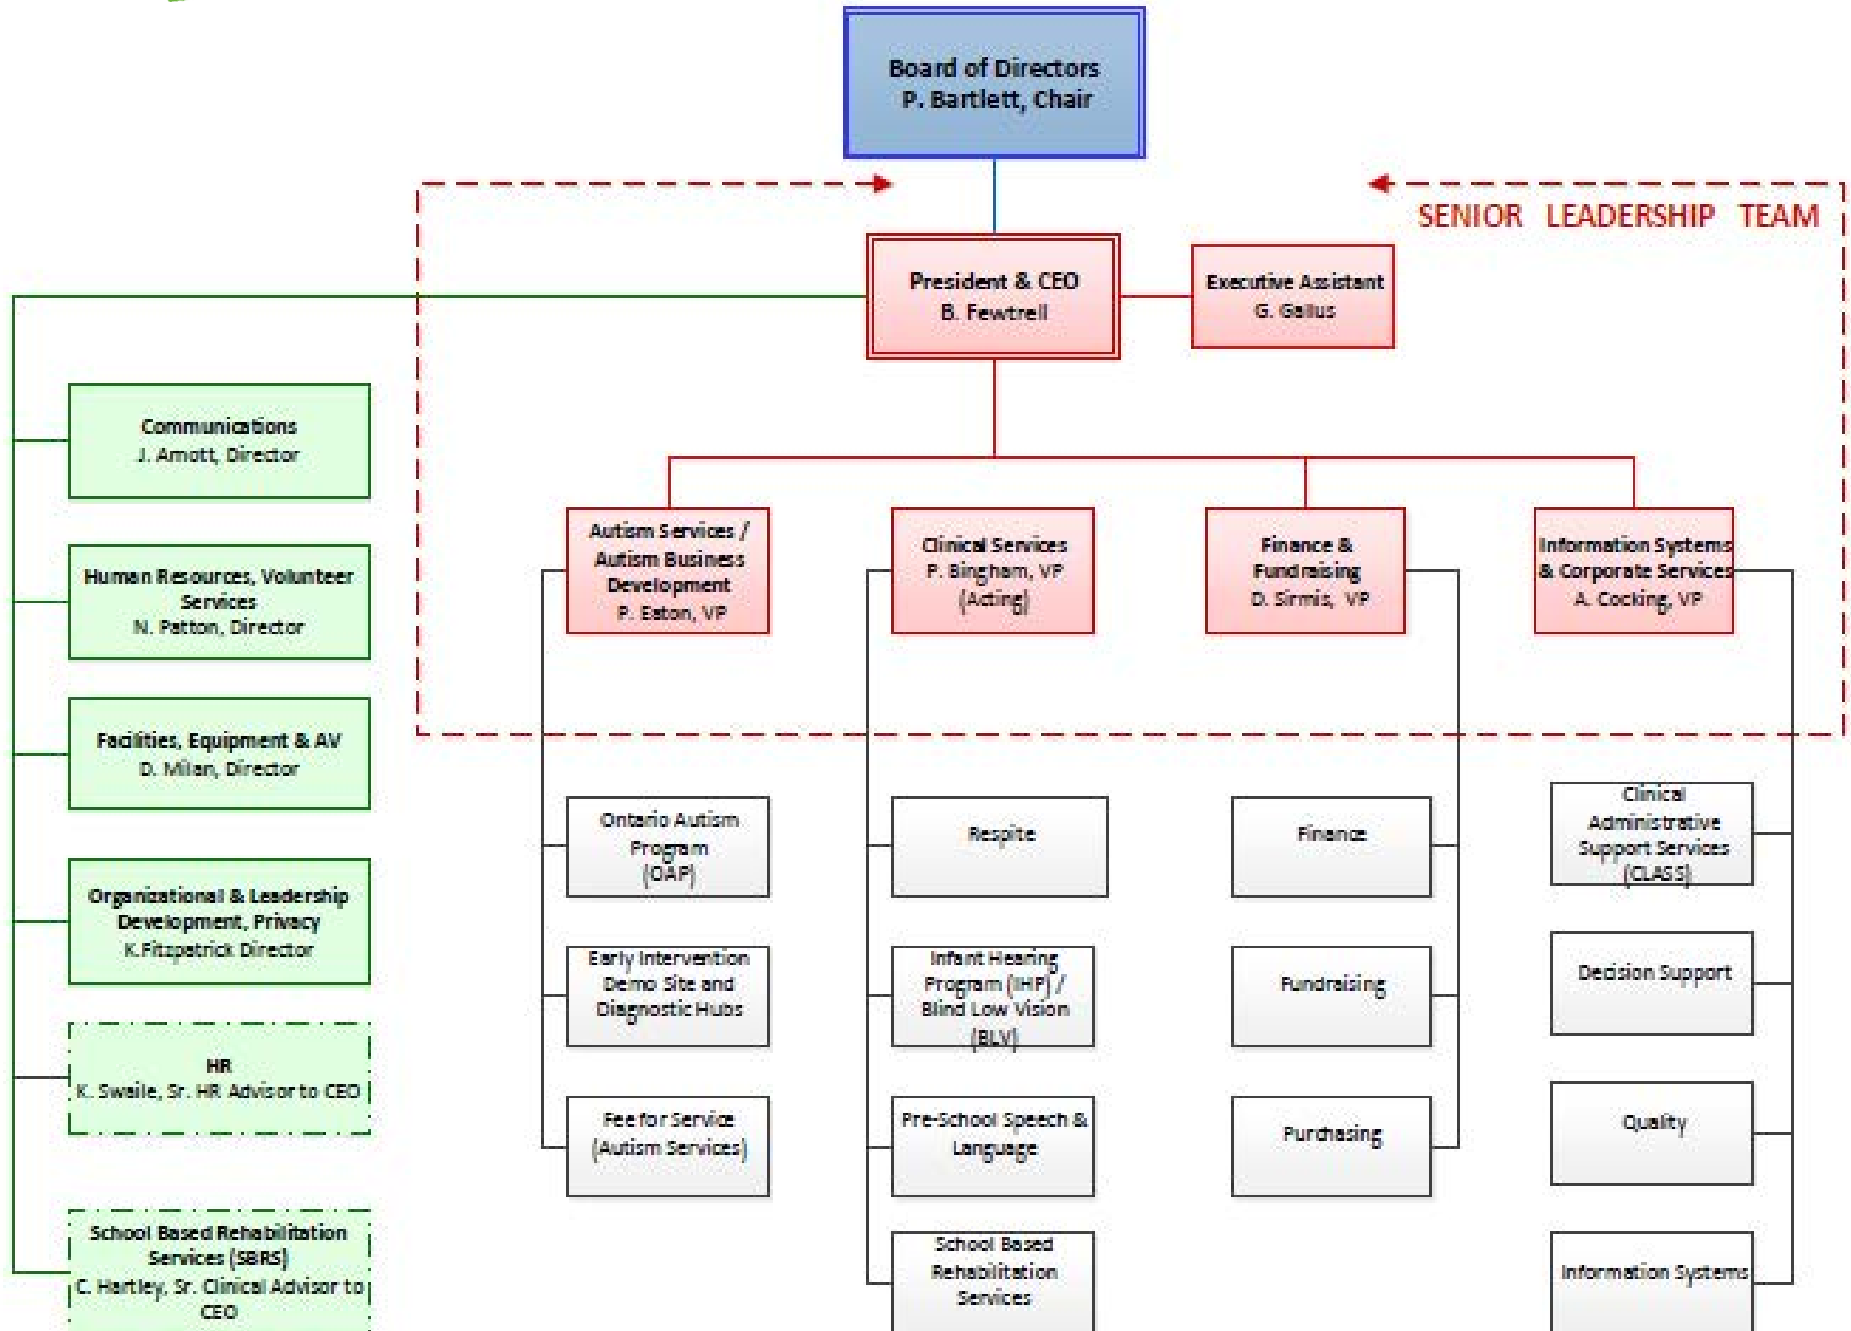 Board of Directors
P. Bartlett, Chair
SENIOR LEADERSHIP TEAM
President & CEO
B. Fewtrell
Executive Assistant
G. Gallus
Communications
J. Amott, Director
Human Resources, Volunteer
Services
N. Patton, Director
Facilities, Equipment & AV
D. Milan, Director
Organizational & Leadership
Development, Privacy
K.Fitzpatrick Director
HR
K. Swaile, Sr. HR Advisor to CEO
School Based Rehabilitation
Services (SBRS)
C. Hartley, Sr. Clinical Advisor to
CEO
Autism Services /
Autism Business
Development
P. Eaton, VP
Clinical Services
P. Bingham, VP
(Acting)
Finance &
Fundraising
D. Sirmis, VP
Information Systems
& Corporate Services
A. Cocking, VP
Ontario Autism
Program
(OAP)
Early Intervention
Demo Site and
Diagnostic Hubs
Fee for Service
(Autism Services)
Respite
Infant Hearing
Program (IHP) /
Blind Low Vision
(BLV)
Pre-School Speech &
Language
School Based
Rehabilitation
Services
Finance
Fundraising
Purchasing
Clinical
Administrative
Support Services
(CLASS)
Decision Support
Quality
Information Systems